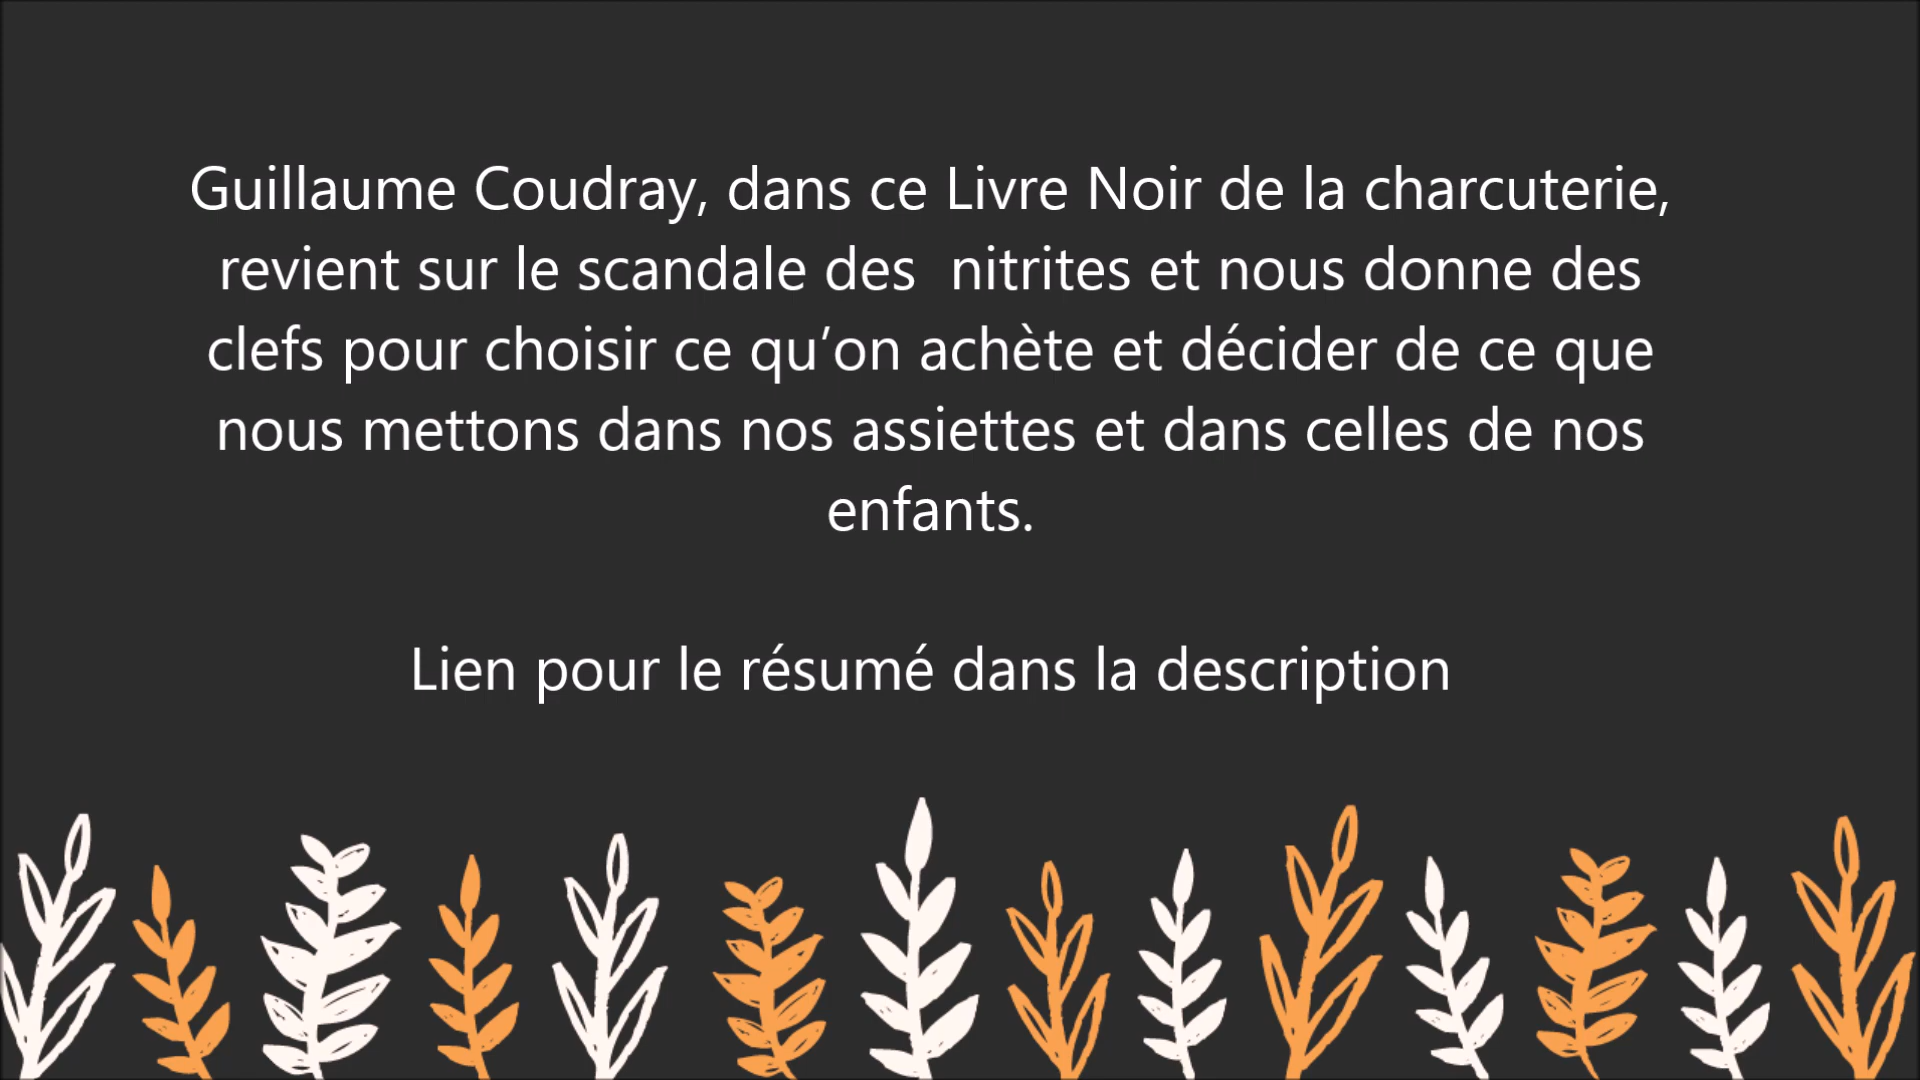 Guillaume Coudray, dans ce Livre Noir de la charcuterie,
revient sur le scandale des  nitrites et nous donne des
clefs pour choisir ce qu’on achète et décider de ce que
nous mettons dans nos assiettes et dans celles de nos
enfants.
Lien pour le résumé dans la description